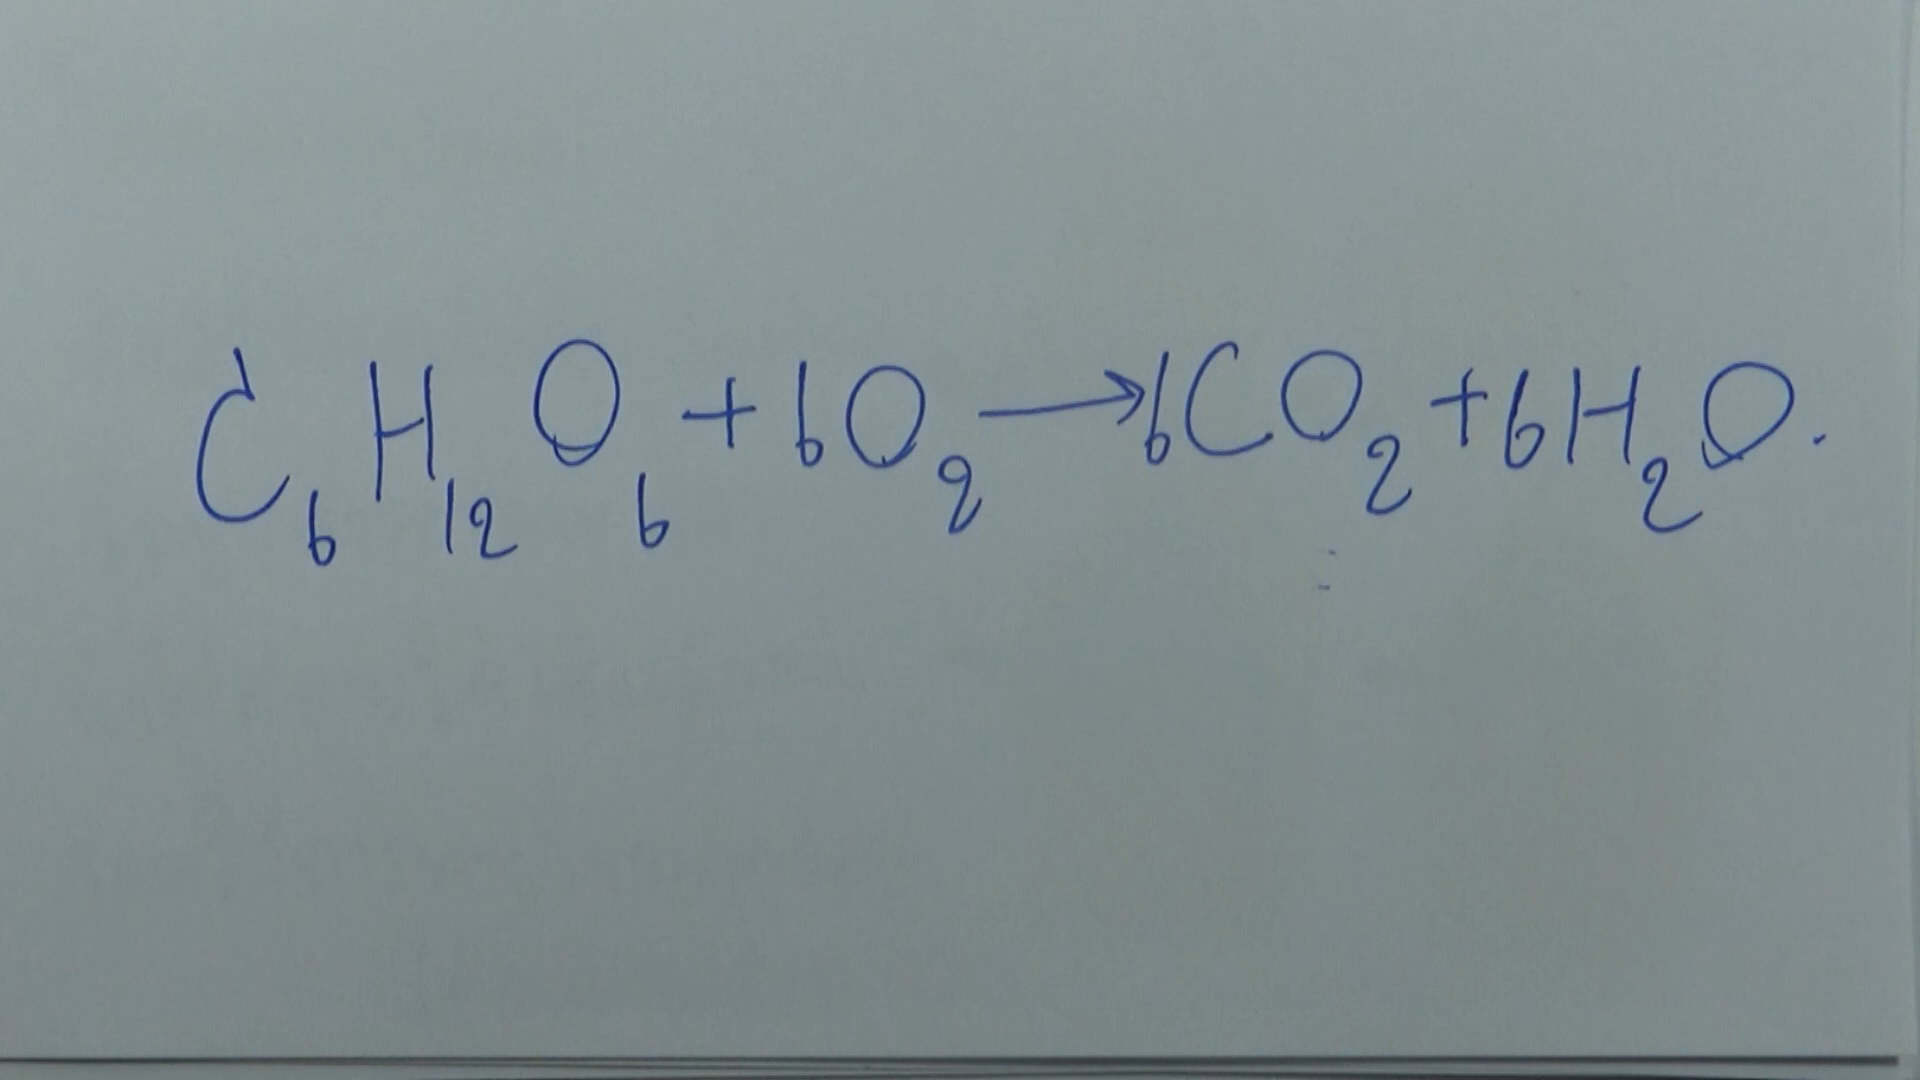 C₆H₁₂O₆ + 6O₂ → 6CO₂ + 6H₂O.